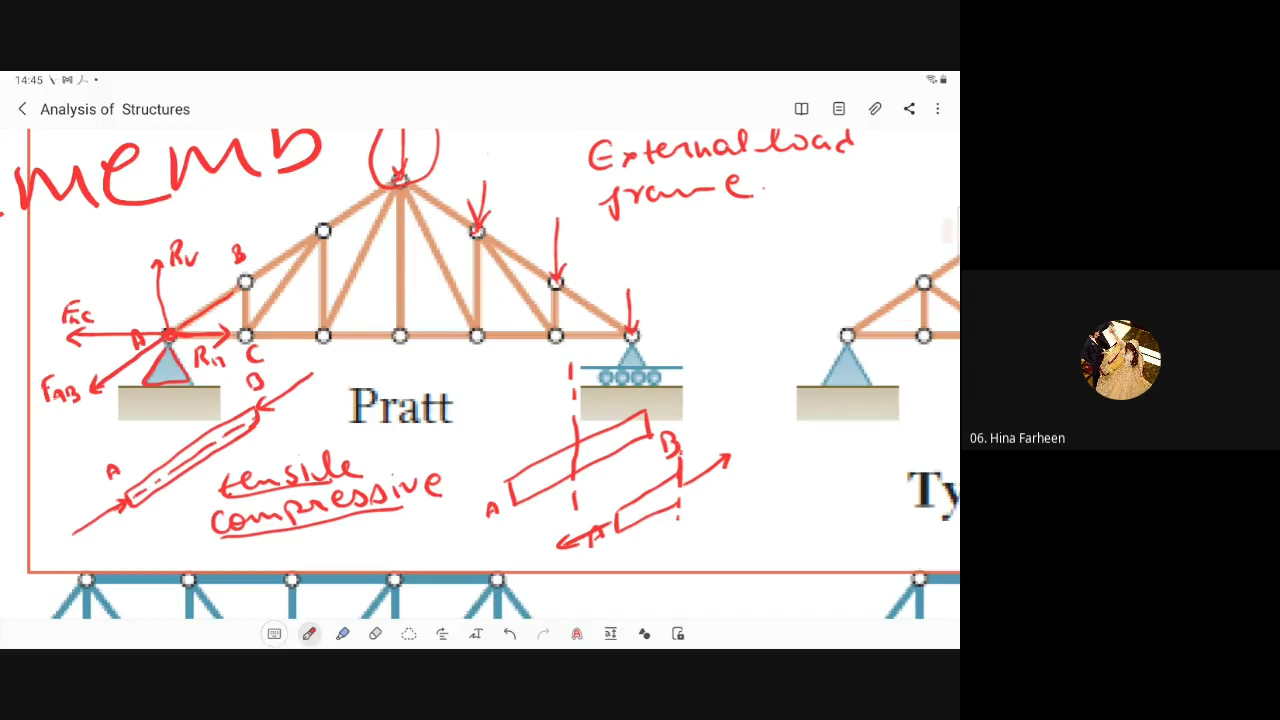 14:45
Analysis of Structures
memb
External load
frame.
B
Rv
FAC
A
RH
C
FAB
B
Pratt
A
tensile
compressive
B
A
A
Ty
06. Hina Farheen